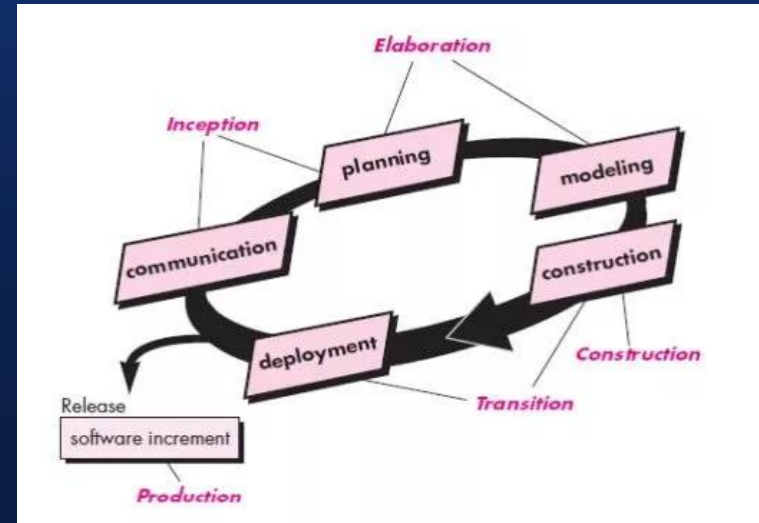 Elaboration
Inception
planning
modeling
communication
construction
deployment
Construction
Transition
Release
software increment
Production